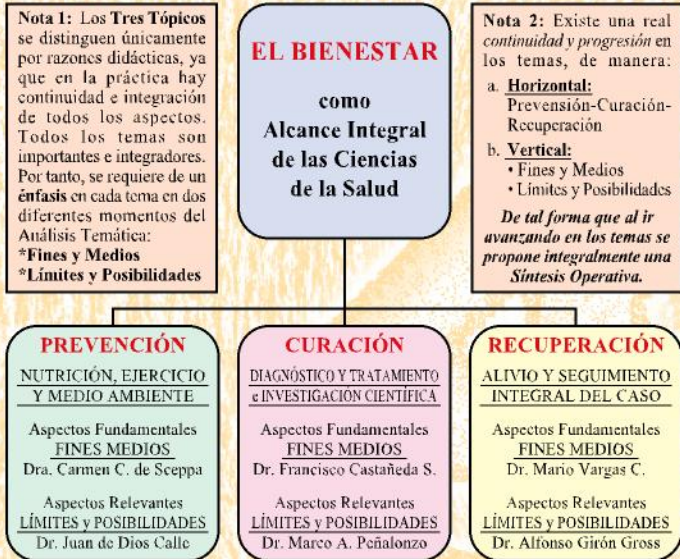 Nota 1: Los Tres Tópicos
se distinguen únicamente
por razones didácticas, ya
que en la práctica hay
continuidad e integración
de todos los aspectos.
Todos los temas son
importantes e integradores.
Por tanto, se requiere de un
énfasis en cada tema en dos
diferentes momentos del
Análisis Temática:
*Fines y Medios
*Límites y Posibilidades
EL BIENESTAR
como
Alcance Integral
de las Ciencias
de la Salud
Nota 2: Existe una real
continuidad y progresión en
los temas, de manera:
a. Horizontal:
Prevención-Curación-
Recuperación
b. Vertical:
• Fines y Medios
• Límites y Posibilidades
De tal forma que al ir
avanzando en los temas se
propone integralmente una
Síntesis Operativa.
PREVENCIÓN
NUTRICIÓN, EJERCICIO
Y MEDIO AMBIENTE
Aspectos Fundamentales
FINES MEDIOS
Dra. Carmen C. de Sceppa
Aspectos Relevantes
LÍMITES y POSIBILIDADES
Dr. Juan de Dios Calle
CURACIÓN
DIAGNÓSTICO Y TRATAMIENTO
e INVESTIGACIÓN CIENTÍFICA
Aspectos Fundamentales
FINES MEDIOS
Dr. Francisco Castañeda S.
Aspectos Relevantes
LÍMITES y POSIBILIDADES
Dr. Marco A. Peñalonzo
RECUPERACIÓN
ALIVIO Y SEGUIMIENTO
INTEGRAL DEL CASO
Aspectos Fundamentales
FINES MEDIOS
Dr. Mario Vargas C.
Aspectos Relevantes
LÍMITES y POSIBILIDADES
Dr. Alfonso Girón Gross